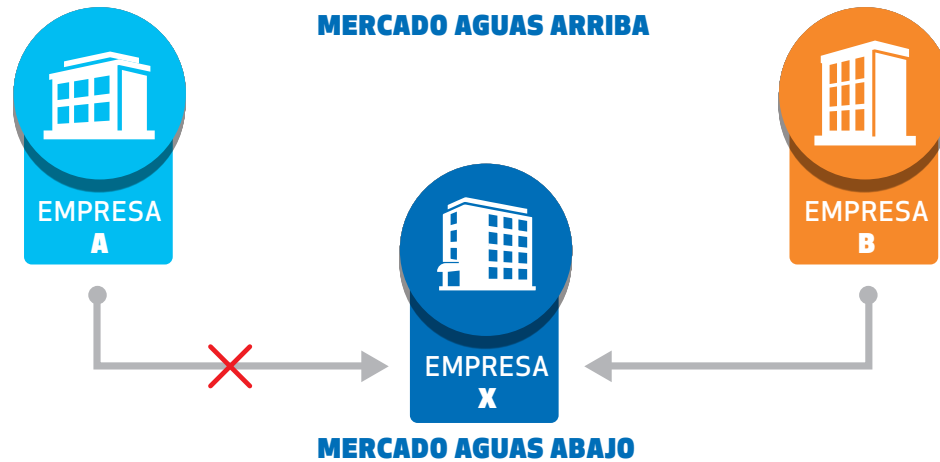 MERCADO AGUAS ARRIBA
EMPRESA
A
EMPRESA
B
EMPRESA
X
MERCADO AGUAS ABAJO